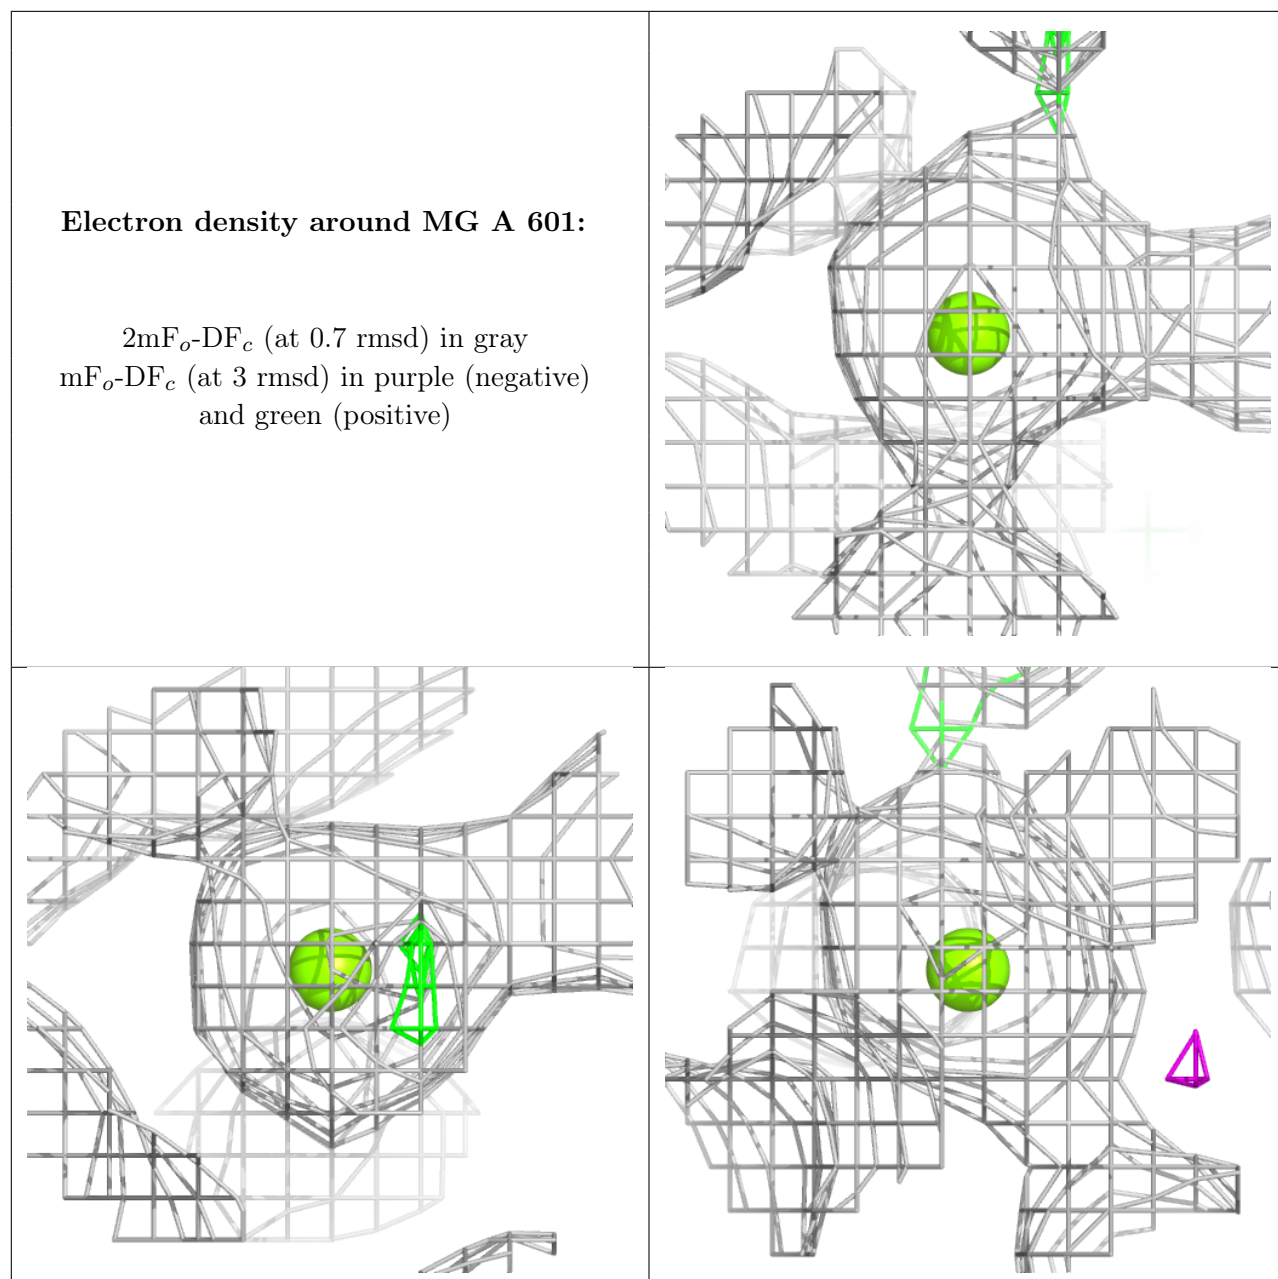 Electron density around MG A 601:
2mFo-DFc (at 0.7 rmsd) in gray
mFo-DFc (at 3 rmsd) in purple (negative)
and green (positive)